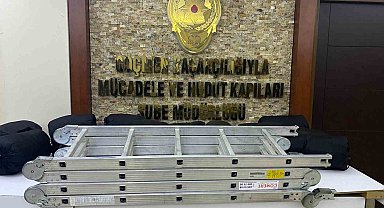 GÖÇMEN KAÇAKÇILIĞIYLA
MÜCADELE VE HUDUT KAPILARI
ŞUBE MÜDÜRLÜĞÜ